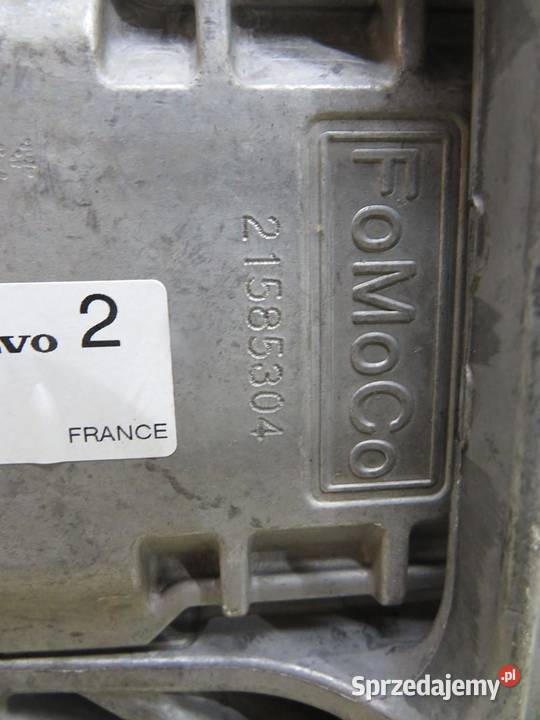 FoMoCo
21585304
vo 2
FRANCE
Sprzedajemy.pl